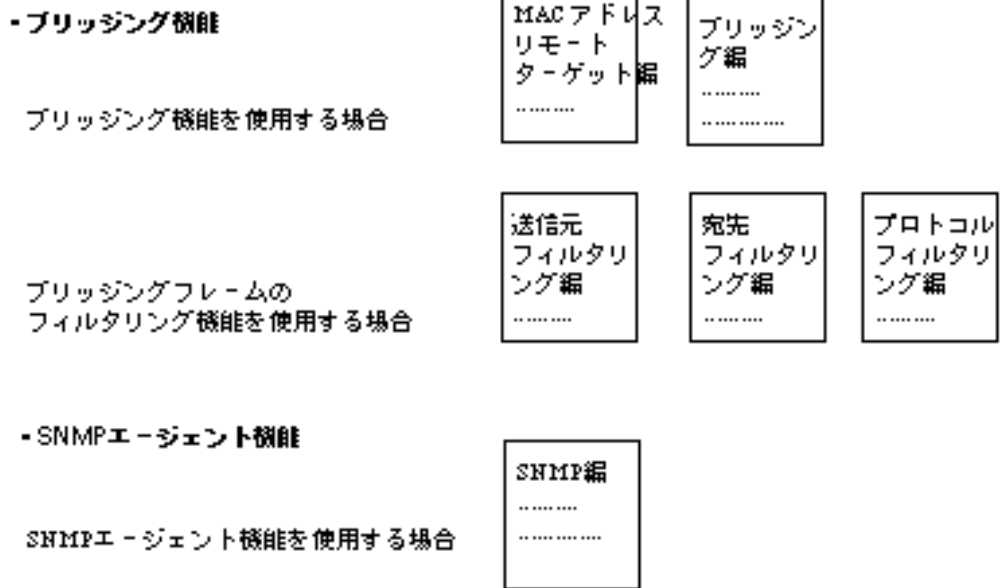 ・ブリッジング機能
MACアドレス
リモート
ターゲット編
.........
ブリッジン
グ編
.........
.............
ブリッジング機能を使用する場合
送信元
フィルタリ
ング編
.........
宛先
フィルタリ
ング編
.........
プロトコル
フィルタリ
ング編
.........
ブリッジングフレームの
フィルタリング機能を使用する場合
・SNMPエージェント機能
SNMP編
.........
.............
SNMPエージェント機能を使用する場合